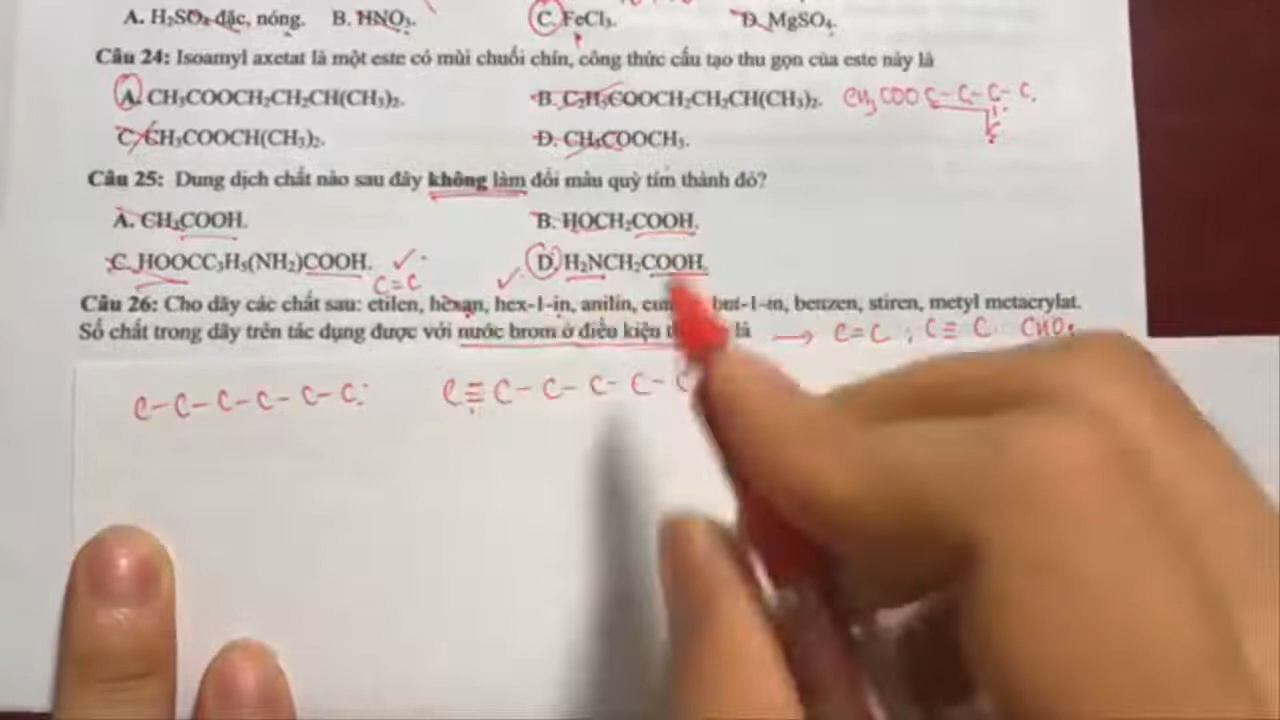 A. H₂SO₄ đặc, nóng. B. HNO₃. C. FeCl₃. D. MgSO₄.
Câu 24: Isoamyl axetat là một este có mùi chuối chín, công thức cấu tạo thu gọn của este này là
A. CH₃COOCH₂CH₂CH(CH₃)₂. B. C₂H₅COOCH₂CH₂CH(CH₃)₂. CH₃COO C-C-C-C.
C
C. CH₃COOCH(CH₃)₂. D. CH₃COOCH₃.
Câu 25: Dung dịch chất nào sau đây không làm đổi màu quỳ tím thành đỏ?
A. CH₃COOH. B. HOCH₂COOH.
C. HOOCC₃H₅(NH₂)COOH. D. H₂NCH₂COOH.
C=C
Câu 26: Cho dãy các chất sau: etilen, hexan, hex-1-in, anilin, but-1-in, benzen, stiren, metyl metacrylat.
Số chất trong dãy trên tác dụng được với nước brom ở điều kiện là → C=C ; C≡C CHO
C-C-C-C-C-C: C≡C-C-C-C-C